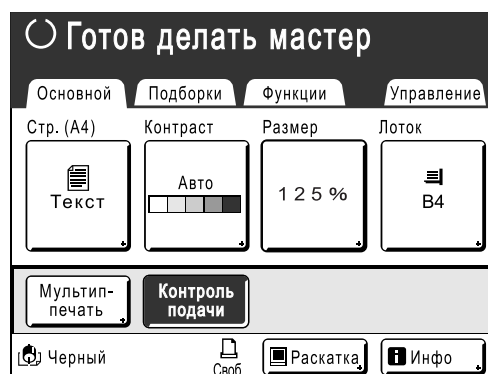 Готов делать мастер
Основной Подборки Функции Управление
Стр. (A4) Контраст Размер Лоток
Текст
Авто
125%
B4
Мультип-
печать
Контроль
подачи
Черный
Своб
Раскатка
Инфо